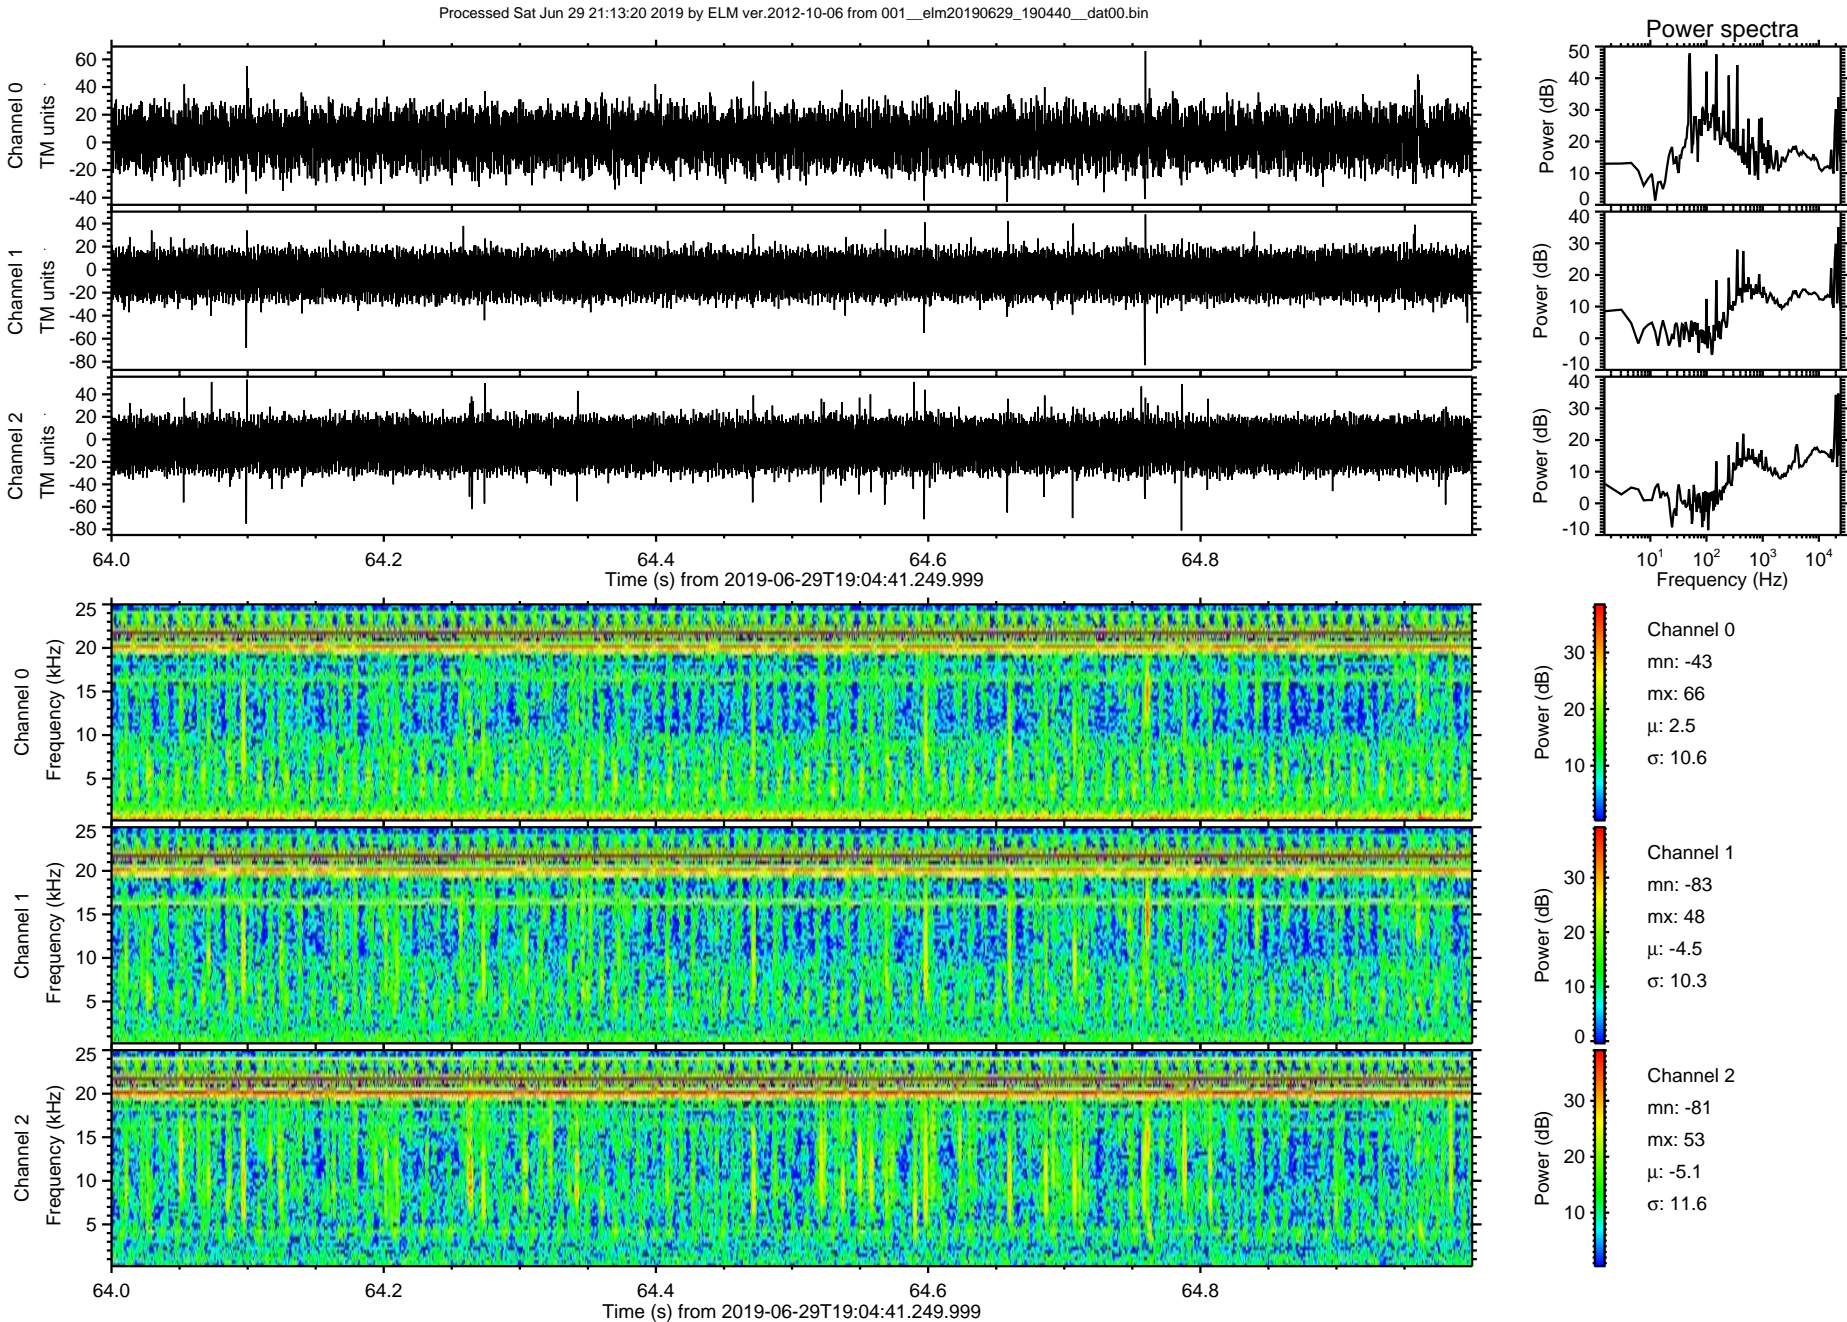 Processed Sat Jun 29 21:13:20 2019 by ELM ver.2012-10-06 from 001__elm20190629_190440__dat00.bin
Power spectra
Channel 0
TM units
60
40
20
0
-20
-40
Power (dB)
50
40
30
20
10
0
Channel 1
TM units
40
20
0
-20
-40
-60
-80
Power (dB)
40
30
20
10
0
-10
Channel 2
TM units
40
20
0
-20
-40
-60
-80
Power (dB)
40
30
20
10
0
-10
64.0 64.2 64.4 64.6 64.8
Time (s) from 2019-06-29T19:04:41.249.999
10^1 10^2 10^3 10^4
Frequency (Hz)
Channel 0
Frequency (kHz)
25
20
15
10
5
Power (dB)
30
20
10
Channel 0
mn: -43
mx: 66
μ: 2.5
σ: 10.6
Channel 1
Frequency (kHz)
25
20
15
10
5
Power (dB)
30
20
10
0
Channel 1
mn: -83
mx: 48
μ: -4.5
σ: 10.3
Channel 2
Frequency (kHz)
25
20
15
10
5
Power (dB)
30
20
10
Channel 2
mn: -81
mx: 53
μ: -5.1
σ: 11.6
64.0 64.2 64.4 64.6 64.8
Time (s) from 2019-06-29T19:04:41.249.999